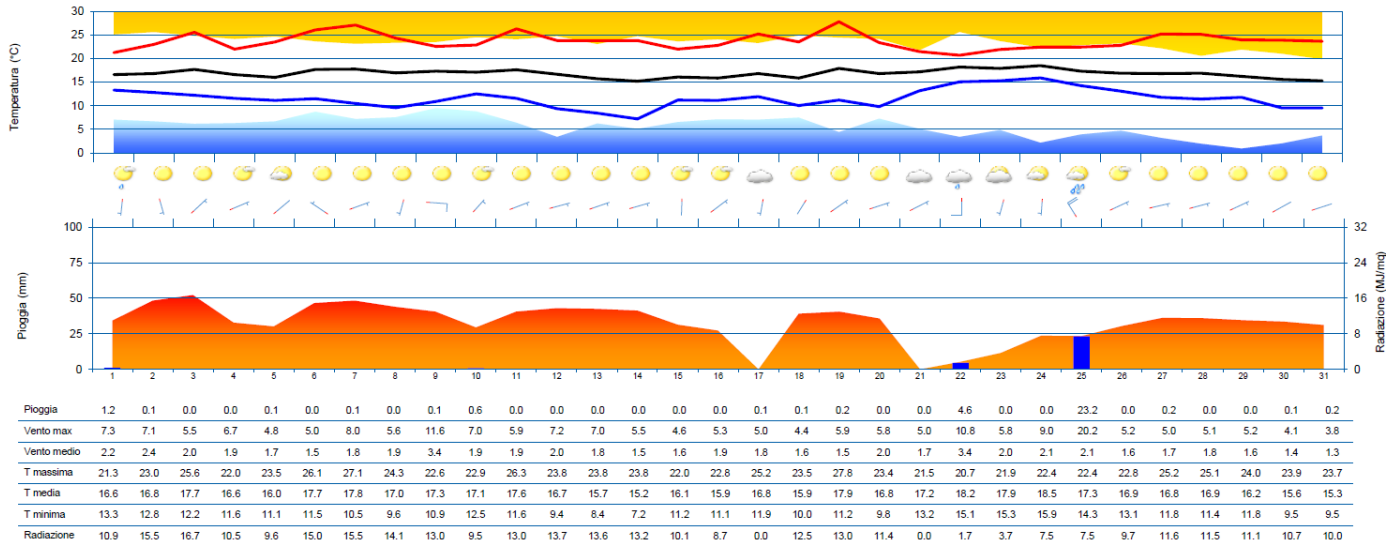 Temperatura (°C)
30
25
20
15
10
5
0
100
75
50
25
0
Pioggia (mm)
32
24
16
8
0
Radiazione (MJ/mq)
1 2 3 4 5 6 7 8 9 10 11 12 13 14 15 16 17 18 19 20 21 22 23 24 25 26 27 28 29 30 31
Pioggia 1.2 0.1 0.0 0.0 0.1 0.0 0.1 0.0 0.1 0.6 0.0 0.0 0.0 0.0 0.0 0.0 0.1 0.1 0.2 0.0 0.0 4.6 0.0 0.0 23.2 0.0 0.2 0.0 0.0 0.1 0.2
Vento max 7.3 7.1 5.5 6.7 4.8 5.0 8.0 5.6 11.6 7.0 5.9 7.2 7.0 5.5 4.6 5.3 5.0 4.4 5.9 5.8 5.0 10.8 5.8 9.0 20.2 5.2 5.0 5.1 5.2 4.1 3.8
Vento medio 2.2 2.4 2.0 1.9 1.7 1.5 1.8 1.9 3.4 1.9 1.9 2.0 1.8 1.5 1.6 1.9 1.8 1.6 1.5 2.0 1.7 3.4 2.0 2.1 2.1 1.6 1.7 1.8 1.6 1.4 1.3
T massima 21.3 23.0 25.6 22.0 23.5 26.1 27.1 24.3 22.6 22.9 26.3 23.8 23.8 23.8 22.0 22.8 25.2 23.5 27.8 23.4 21.5 20.7 21.9 22.4 22.4 22.8 25.2 25.1 24.0 23.9 23.7
T media 16.6 16.8 17.7 16.6 16.0 17.7 17.8 17.0 17.3 17.1 17.6 16.7 15.7 15.2 16.1 15.9 16.8 15.9 17.9 16.8 17.2 18.2 17.9 18.5 17.3 16.9 16.8 16.9 16.2 15.6 15.3
T minima 13.3 12.8 12.2 11.6 11.1 11.5 10.5 9.6 10.9 12.5 11.6 9.4 8.4 7.2 11.2 11.1 11.9 10.0 11.2 9.8 13.2 15.1 15.3 15.9 14.3 13.1 11.8 11.4 11.8 9.5 9.5
Radiazione 10.9 15.5 16.7 10.5 9.6 15.0 15.5 14.1 13.0 9.5 13.0 13.7 13.6 13.2 10.1 8.7 0.0 12.5 13.0 11.4 0.0 1.7 3.7 7.5 7.5 9.7 11.6 11.5 11.1 10.7 10.0